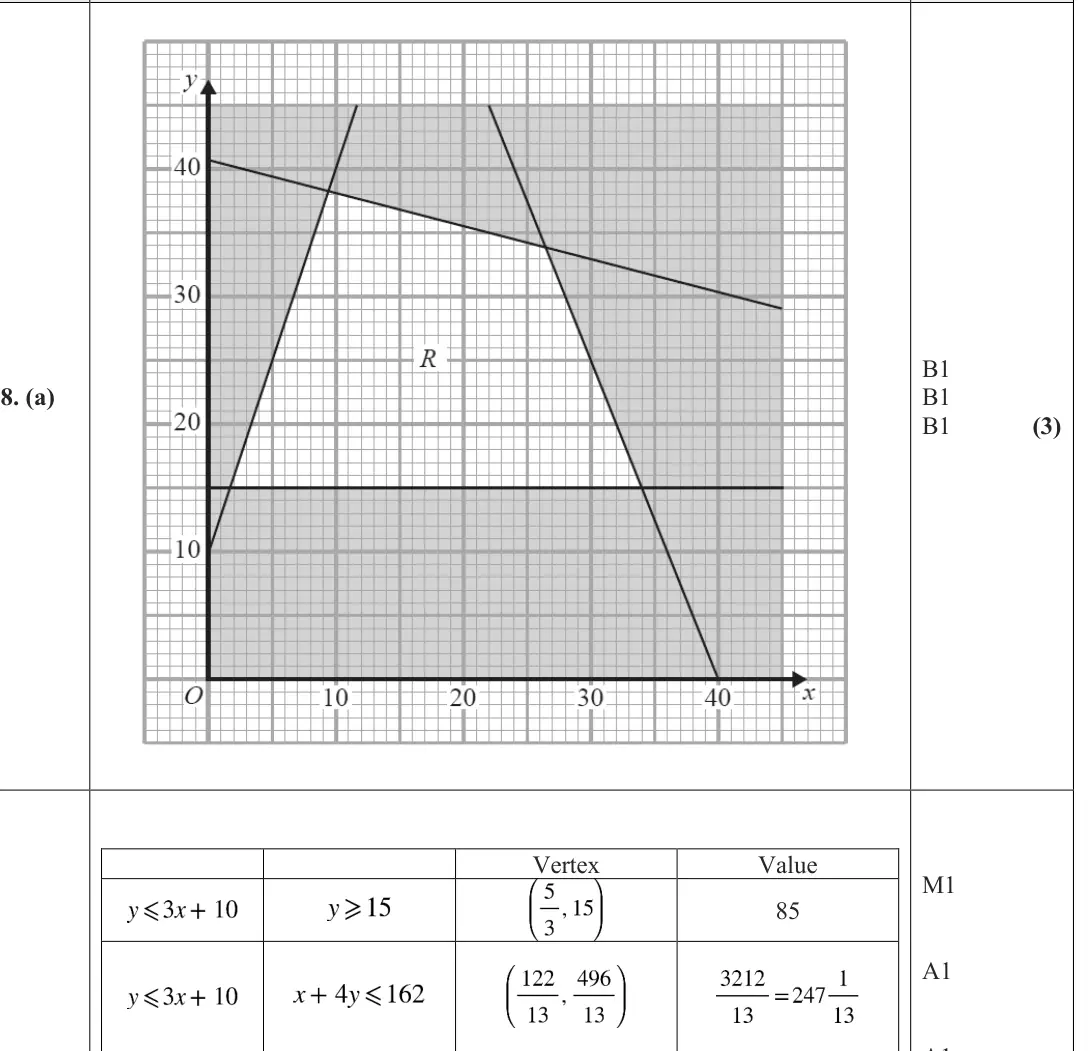 y
40
30
R
B1
8. (a)
B1
20
B1 (3)
10
O 10 20 30 40 x
Vertex Value
M1
y⩽3x+ 10 y⩾15 (5/3, 15) 85
A1
y⩽3x+ 10 x+ 4y⩽162 (122/13, 496/13) 3212/13 = 247 1/13